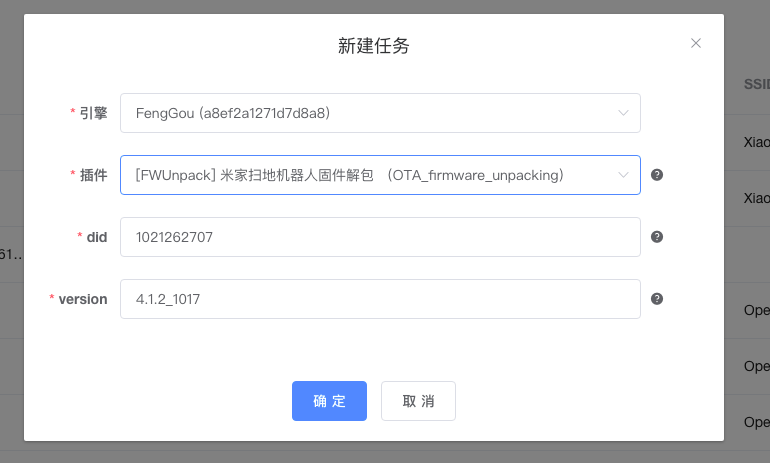 新建任务
SSID
* 引擎 FengGou (a8ef2a1271d7d8a8)
Xiao
* 插件 [FWUnpack] 米家扫地机器人固件解包 （OTA_firmware_unpacking）
Xiao
* did 1021262707
61...
* version 4.1.2_1017
Ope
Ope
确 定 取 消
Ope